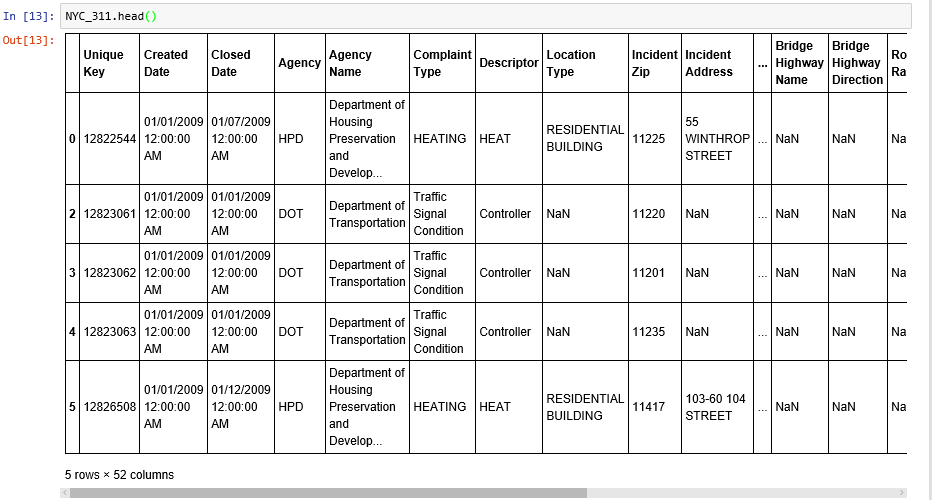 In [13]: NYC_311.head()
Out[13]:
Unique Key Created Date Closed Date Agency Agency Name Complaint Type Descriptor Location Type Incident Zip Incident Address ... Bridge Highway Name Bridge Highway Direction Ro Ra
0 12822544 01/01/2009 12:00:00 AM 01/07/2009 12:00:00 AM HPD Department of Housing Preservation and Develop... HEATING HEAT RESIDENTIAL BUILDING 11225 55 WINTHROP STREET ... NaN NaN Na
2 12823061 01/01/2009 12:00:00 AM 01/01/2009 12:00:00 AM DOT Department of Transportation Traffic Signal Condition Controller NaN 11220 NaN ... NaN NaN Na
3 12823062 01/01/2009 12:00:00 AM 01/01/2009 12:00:00 AM DOT Department of Transportation Traffic Signal Condition Controller NaN 11201 NaN ... NaN NaN Na
4 12823063 01/01/2009 12:00:00 AM 01/01/2009 12:00:00 AM DOT Department of Transportation Traffic Signal Condition Controller NaN 11235 NaN ... NaN NaN Na
5 12826508 01/01/2009 12:00:00 AM 01/12/2009 12:00:00 AM HPD Department of Housing Preservation and Develop... HEATING HEAT RESIDENTIAL BUILDING 11417 103-60 104 STREET ... NaN NaN Na
5 rows × 52 columns